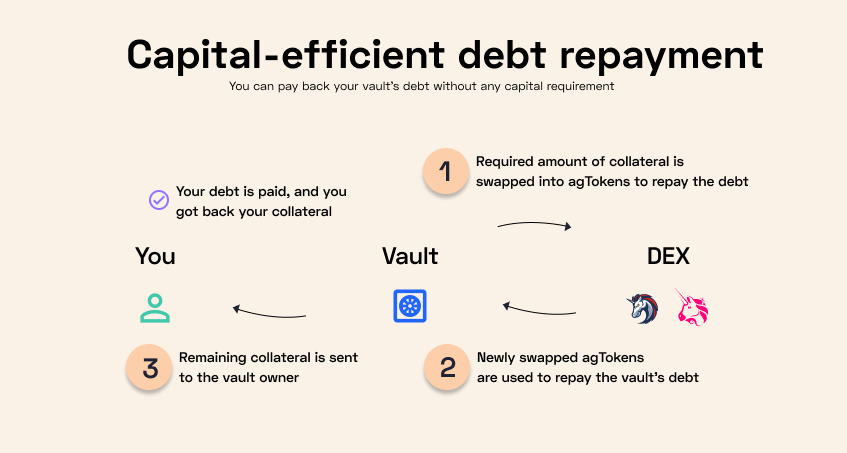 Capital-efficient debt repayment
You can pay back your vault's debt without any capital requirement
1
Required amount of collateral is
swapped into agTokens to repay the debt
Your debt is paid, and you
got back your collateral
You
Vault
DEX
3
Remaining collateral is sent
to the vault owner
2
Newly swapped agTokens
are used to repay the vault's debt